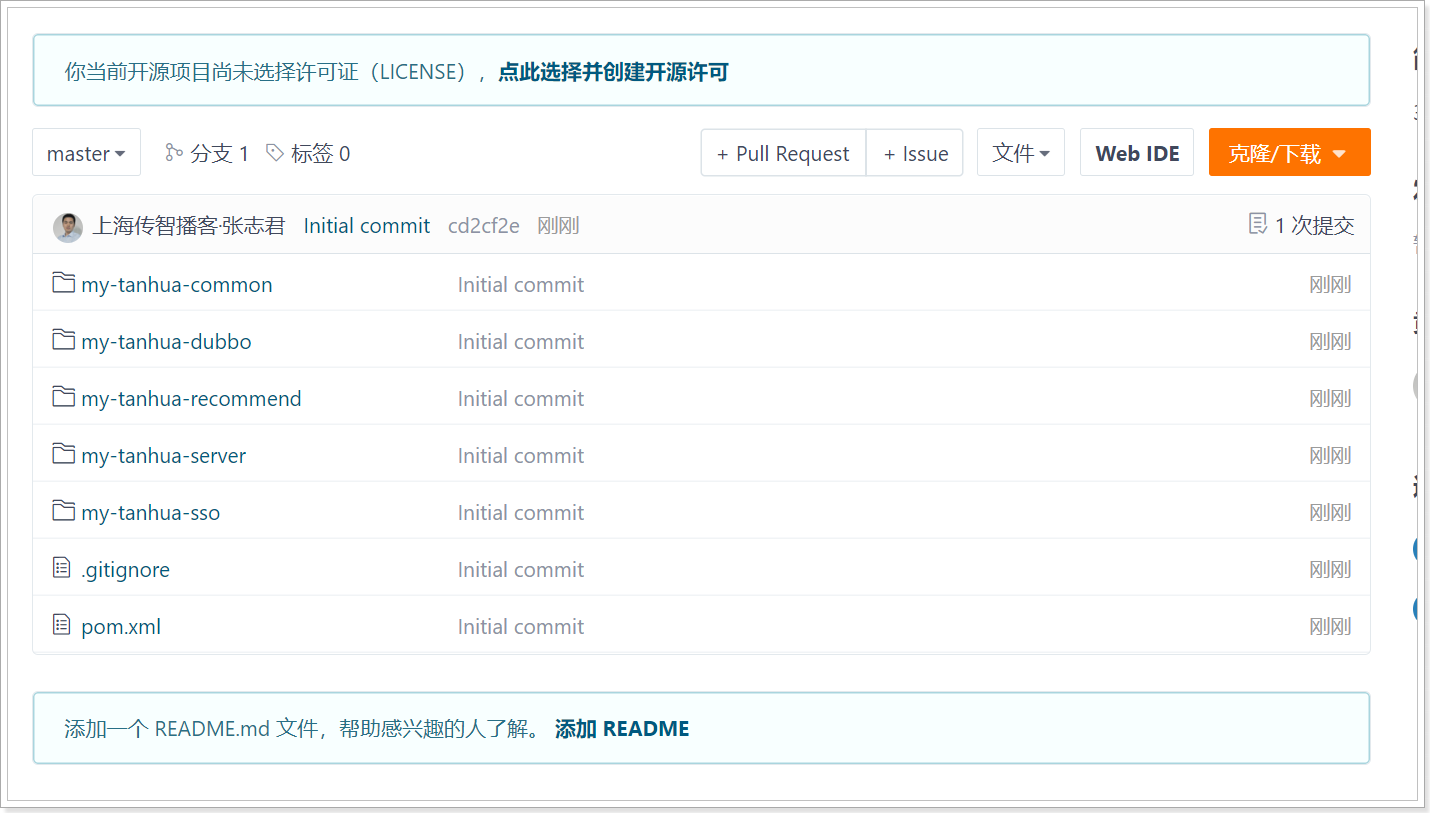 你当前开源项目尚未选择许可证（LICENSE），点此选择并创建开源许可
master 分支 1 标签 0 + Pull Request + Issue 文件 Web IDE 克隆/下载
上海传智播客·张志君 Initial commit cd2cf2e 刚刚 1 次提交
my-tanhua-common Initial commit 刚刚
my-tanhua-dubbo Initial commit 刚刚
my-tanhua-recommend Initial commit 刚刚
my-tanhua-server Initial commit 刚刚
my-tanhua-sso Initial commit 刚刚
.gitignore Initial commit 刚刚
pom.xml Initial commit 刚刚
添加一个 README.md 文件，帮助感兴趣的人了解。 添加 README